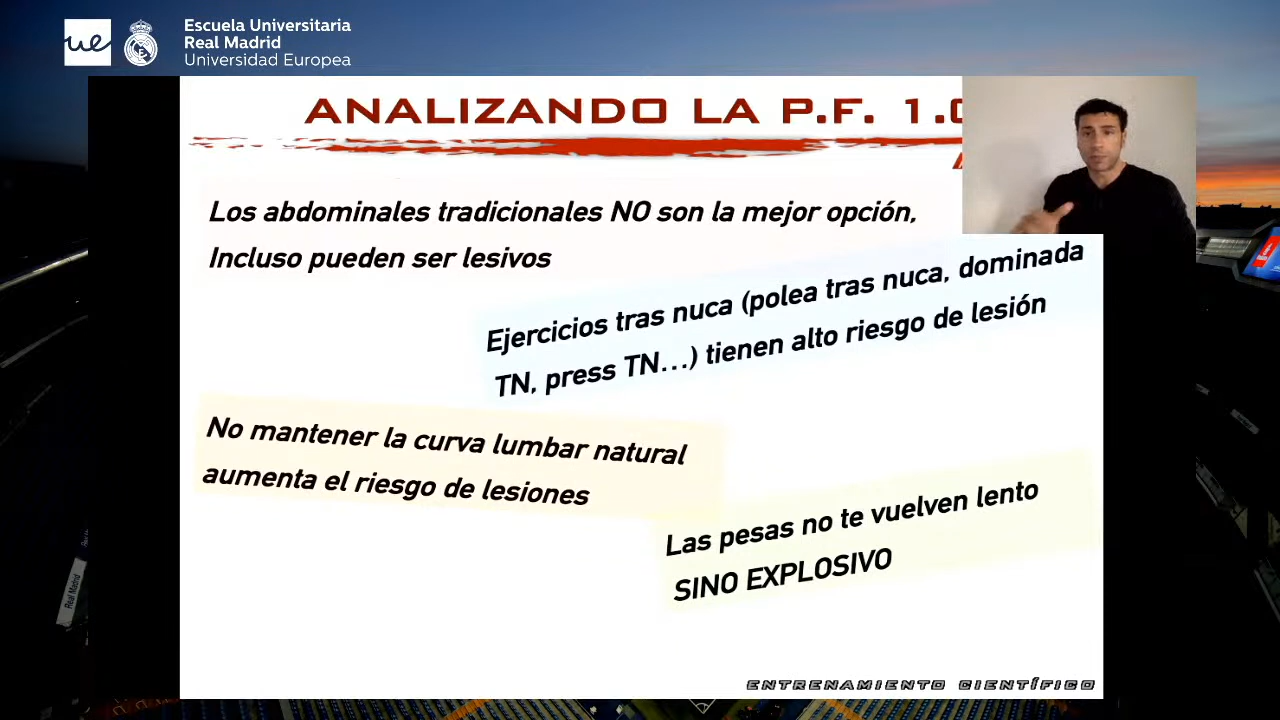 ue
Escuela Universitaria
Real Madrid
Universidad Europea
ANALIZANDO LA P.F. 1.
Los abdominales tradicionales NO son la mejor opción,
Incluso pueden ser lesivos
Ejercicios tras nuca (polea tras nuca, dominada
TN, press TN...) tienen alto riesgo de lesión
No mantener la curva lumbar natural
aumenta el riesgo de lesiones
Las pesas no te vuelven lento
SINO EXPLOSIVO
Real Madrid
ENTRENAMIENTO CIENTÍFICO